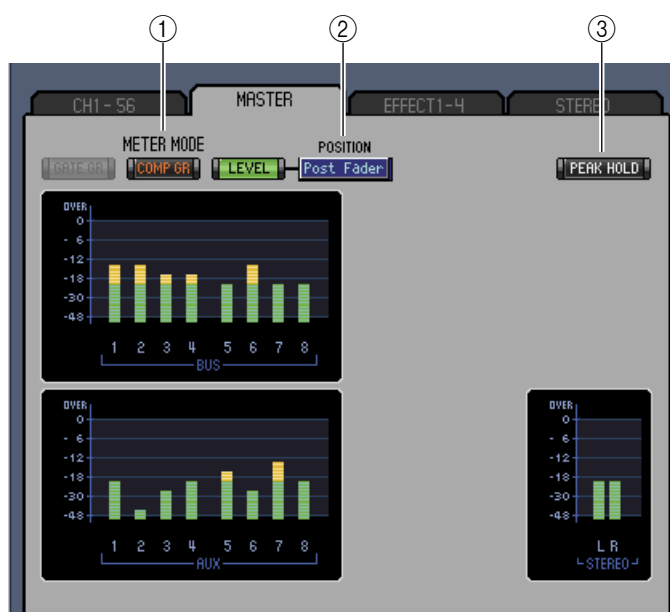 ① ② ③
CH1-56 MASTER EFFECT1-4 STEREO
METER MODE POSITION
GATE GR COMP GR LEVEL Post Fader PEAK HOLD
OVER
0
-6
-12
-18
-30
-48
1 2 3 4 5 6 7 8
BUS
OVER
0
-6
-12
-18
-30
-48
1 2 3 4 5 6 7 8
AUX
OVER
0
-6
-12
-18
-30
-48
L R
STEREO